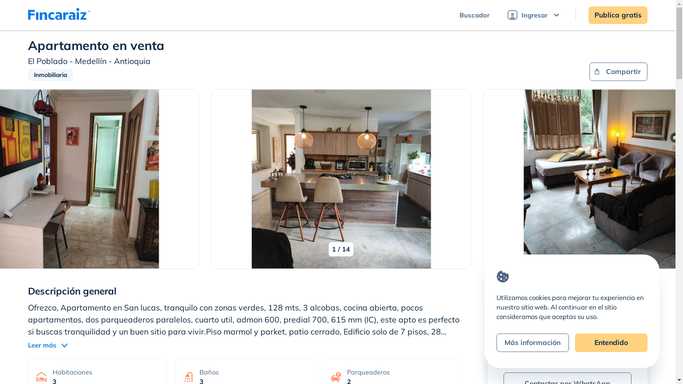 Fincaraiz
Buscador
Ingresar
Publica gratis
Apartamento en venta
El Poblado - Medellín - Antioquia
Inmobiliaria
Compartir
1 / 14
Descripción general
Ofrezco, Apartamento en San lucas, tranquilo con zonas verdes, 128 mts, 3 alcobas, cocina abierta, pocos
apartamentos, dos parqueaderos paralelos, cuarto util, admon 600, predial 700, 615 mm (IC), este apto es perfecto
si buscas tranquilidad y un buen sitio para vivir.Piso marmol y parket, patio cerrado, Edificio solo de 7 pisos, 28...
Leer más
Habitaciones
3
Baños
3
Parqueaderos
2
Utilizamos cookies para mejorar tu experiencia en
nuestro sitio web. Al continuar en el sitio
consideramos que aceptas su uso.
Más información
Entendido
Contactar por WhatsApp